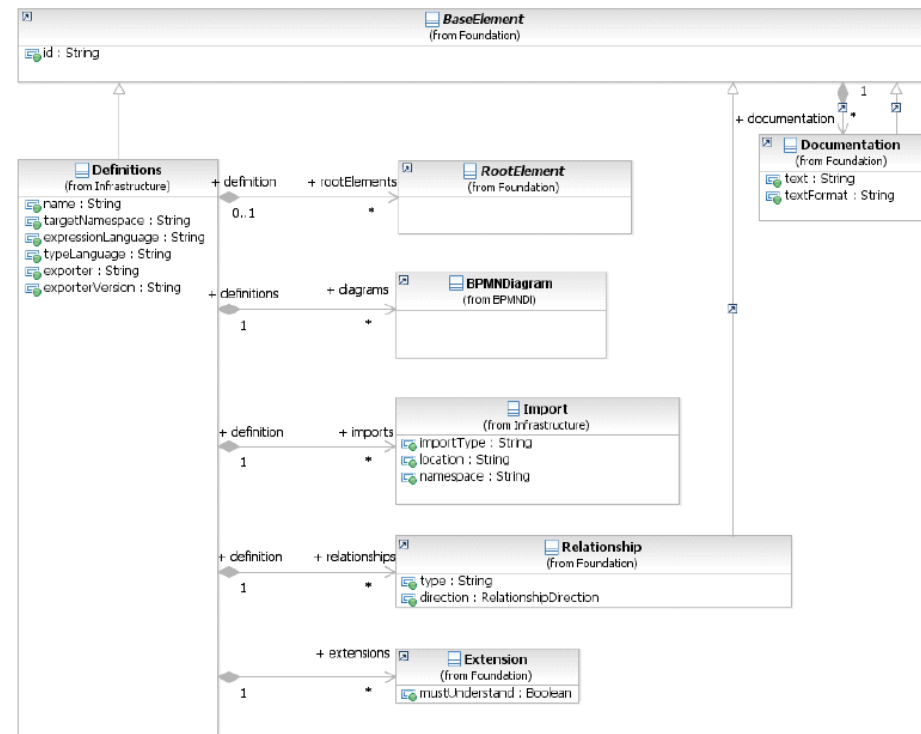 BaseElement
(from Foundation)
id : String
+ documentation
1
*
Documentation
(from Foundation)
text : String
textFormat : String
Definitions
(from Infrastructure)
name : String
targetNamespace : String
expressionLanguage : String
typeLanguage : String
exporter : String
exporterVersion : String
+ definition
+ rootElements
0..1
*
RootElement
(from Foundation)
+ definitions
+ diagrams
1
*
BPMNDiagram
(from BPMNDI)
+ definition
+ imports
1
*
Import
(from Infrastructure)
importType : String
location : String
namespace : String
+ definition
+ relationships
1
*
Relationship
(from Foundation)
type : String
direction : RelationshipDirection
+ extensions
1
*
Extension
(from Foundation)
mustUnderstand : Boolean